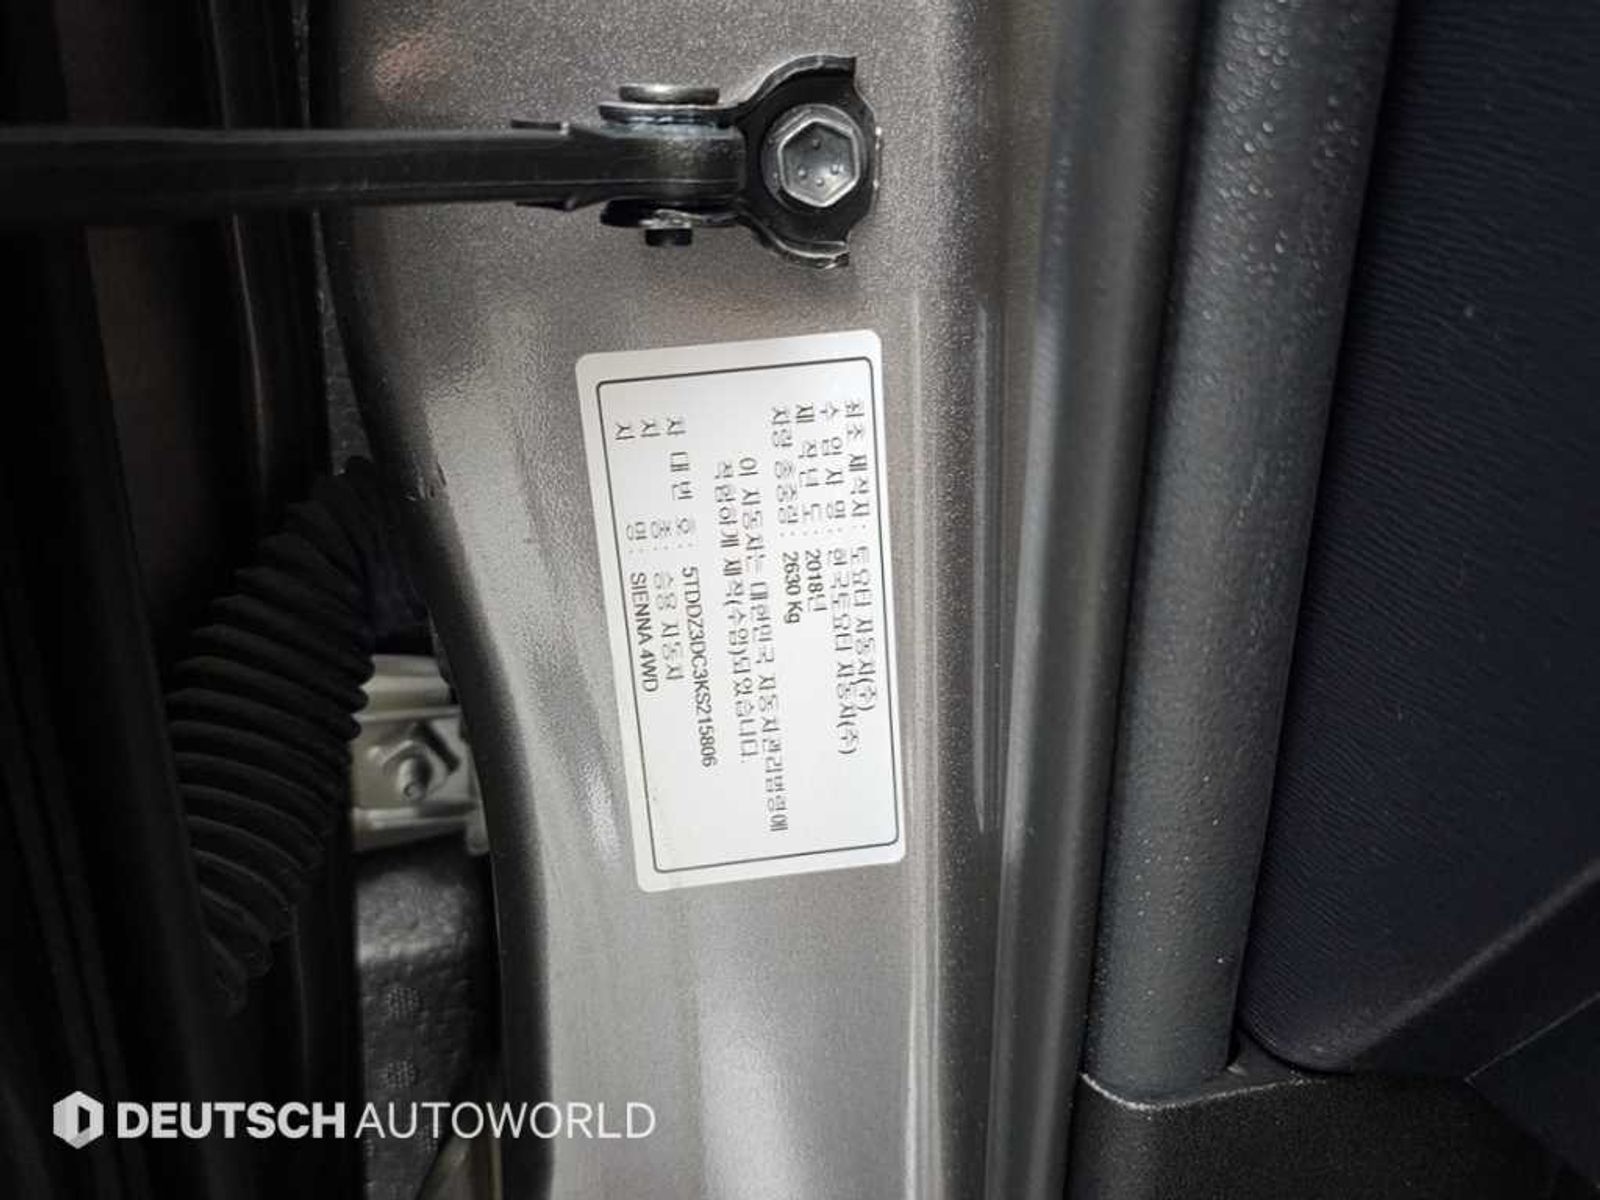 최초 제작사: 토요타 자동차(주)
수 입 사 명: 한국토요타 자동차(주)
제 작 년 도: 2018년
차량 총중량: 2630 Kg
이 자동차는 대한민국 자동차관리법령에
적합하게 제작(수입)되었습니다.
차 대 번 호: 5TDDZ3DC3KS215806
차 종: 승용 자동차
차 명: SIENNA 4WD
DEUTSCH AUTOWORLD